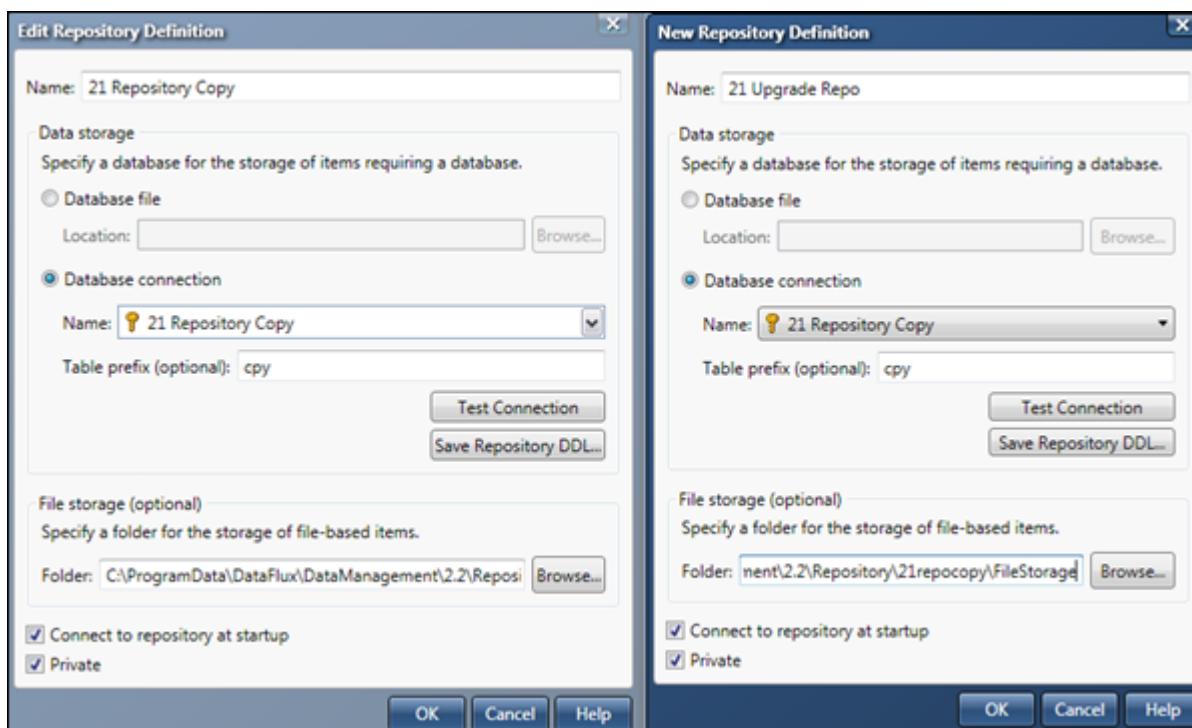 Edit Repository Definition
Name: 21 Repository Copy
Data storage
Specify a database for the storage of items requiring a database.
Database file
Location: Browse...
Database connection
Name: 21 Repository Copy
Table prefix (optional): cpy
Test Connection
Save Repository DDL...
File storage (optional)
Specify a folder for the storage of file-based items.
Folder: C:\ProgramData\DataFlux\DataManagement\2.2\Reposi Browse...
Connect to repository at startup
Private
OK Cancel Help
New Repository Definition
Name: 21 Upgrade Repo
Data storage
Specify a database for the storage of items requiring a database.
Database file
Location: Browse...
Database connection
Name: 21 Repository Copy
Table prefix (optional): cpy
Test Connection
Save Repository DDL...
File storage (optional)
Specify a folder for the storage of file-based items.
Folder: nent\2.2\Repository\21repocopy\FileStorage Browse...
Connect to repository at startup
Private
OK Cancel Help